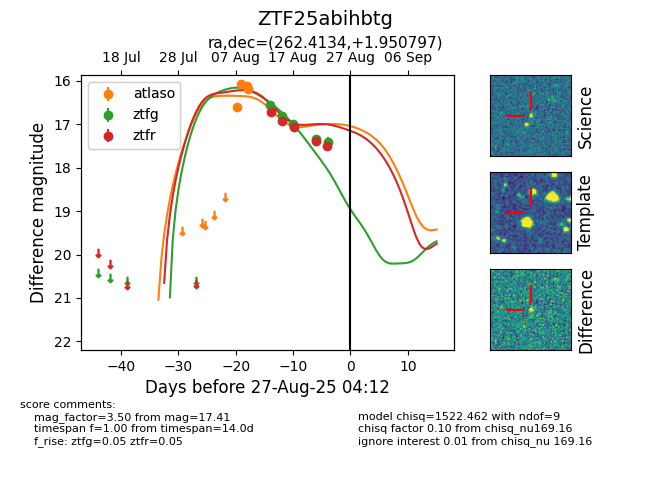 ZTF25abihbtg
ra,dec=(262.4134,+1.950797)
18 Jul 28 Jul 07 Aug 17 Aug 27 Aug 06 Sep
atlaso
ztfg
ztfr
16
17
18
19
20
21
22
Difference magnitude
−40 −30 −20 −10 0 10
Days before 27-Aug-25 04:12
Science
Template
Difference
score comments:
mag_factor=3.50 from mag=17.41
timespan f=1.00 from timespan=14.0d
f_rise: ztfg=0.05 ztfr=0.05
model chisq=1522.462 with ndof=9
chisq factor 0.10 from chisq_nu169.16
ignore interest 0.01 from chisq_nu 169.16